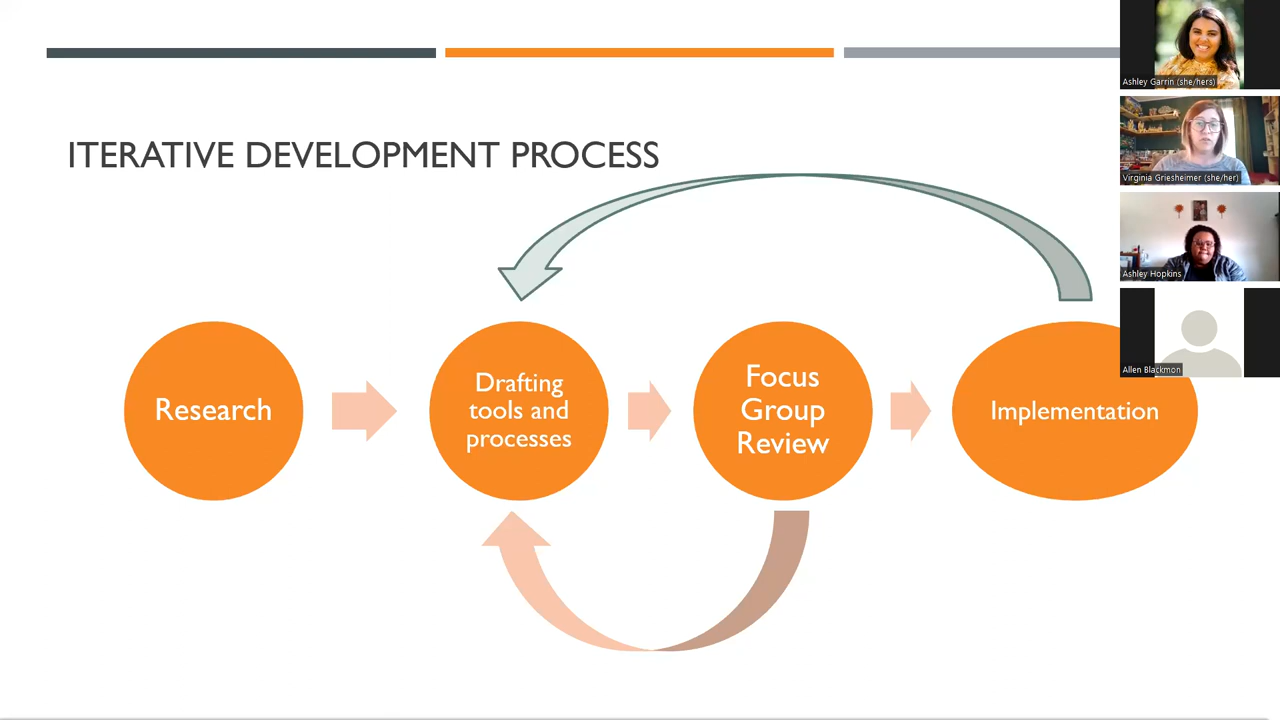 ITERATIVE DEVELOPMENT PROCESS
Research
Drafting
tools and
processes
Focus
Group
Review
Implementation
Ashley Garrin (she/hers)
Virginia Griesheimer (she/her)
Ashley Hopkins
Allen Blackmon